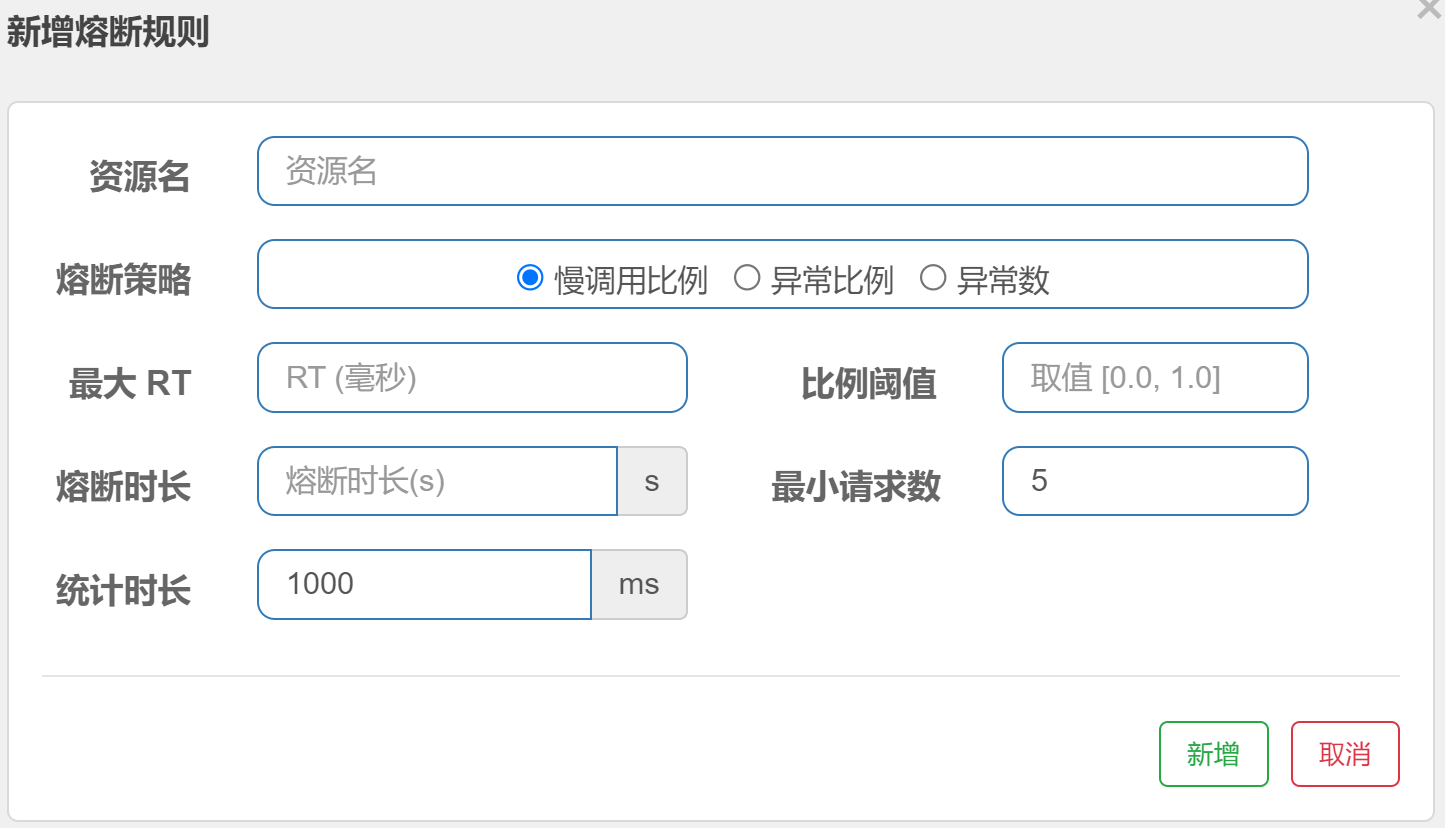 新增熔断规则
×
资源名 资源名
熔断策略 慢调用比例 异常比例 异常数
最大 RT RT (毫秒) 比例阈值 取值 [0.0, 1.0]
熔断时长 熔断时长(s) s 最小请求数 5
统计时长 1000 ms
新增 取消